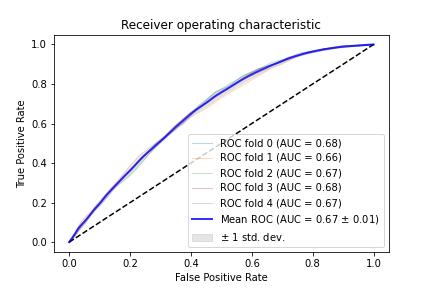 Receiver operating characteristic
1.0
0.8
0.6
0.4
0.2
0.0
True Positive Rate
ROC fold 0 (AUC = 0.68)
ROC fold 1 (AUC = 0.66)
ROC fold 2 (AUC = 0.67)
ROC fold 3 (AUC = 0.68)
ROC fold 4 (AUC = 0.67)
Mean ROC (AUC = 0.67 ± 0.01)
± 1 std. dev.
0.0 0.2 0.4 0.6 0.8 1.0
False Positive Rate